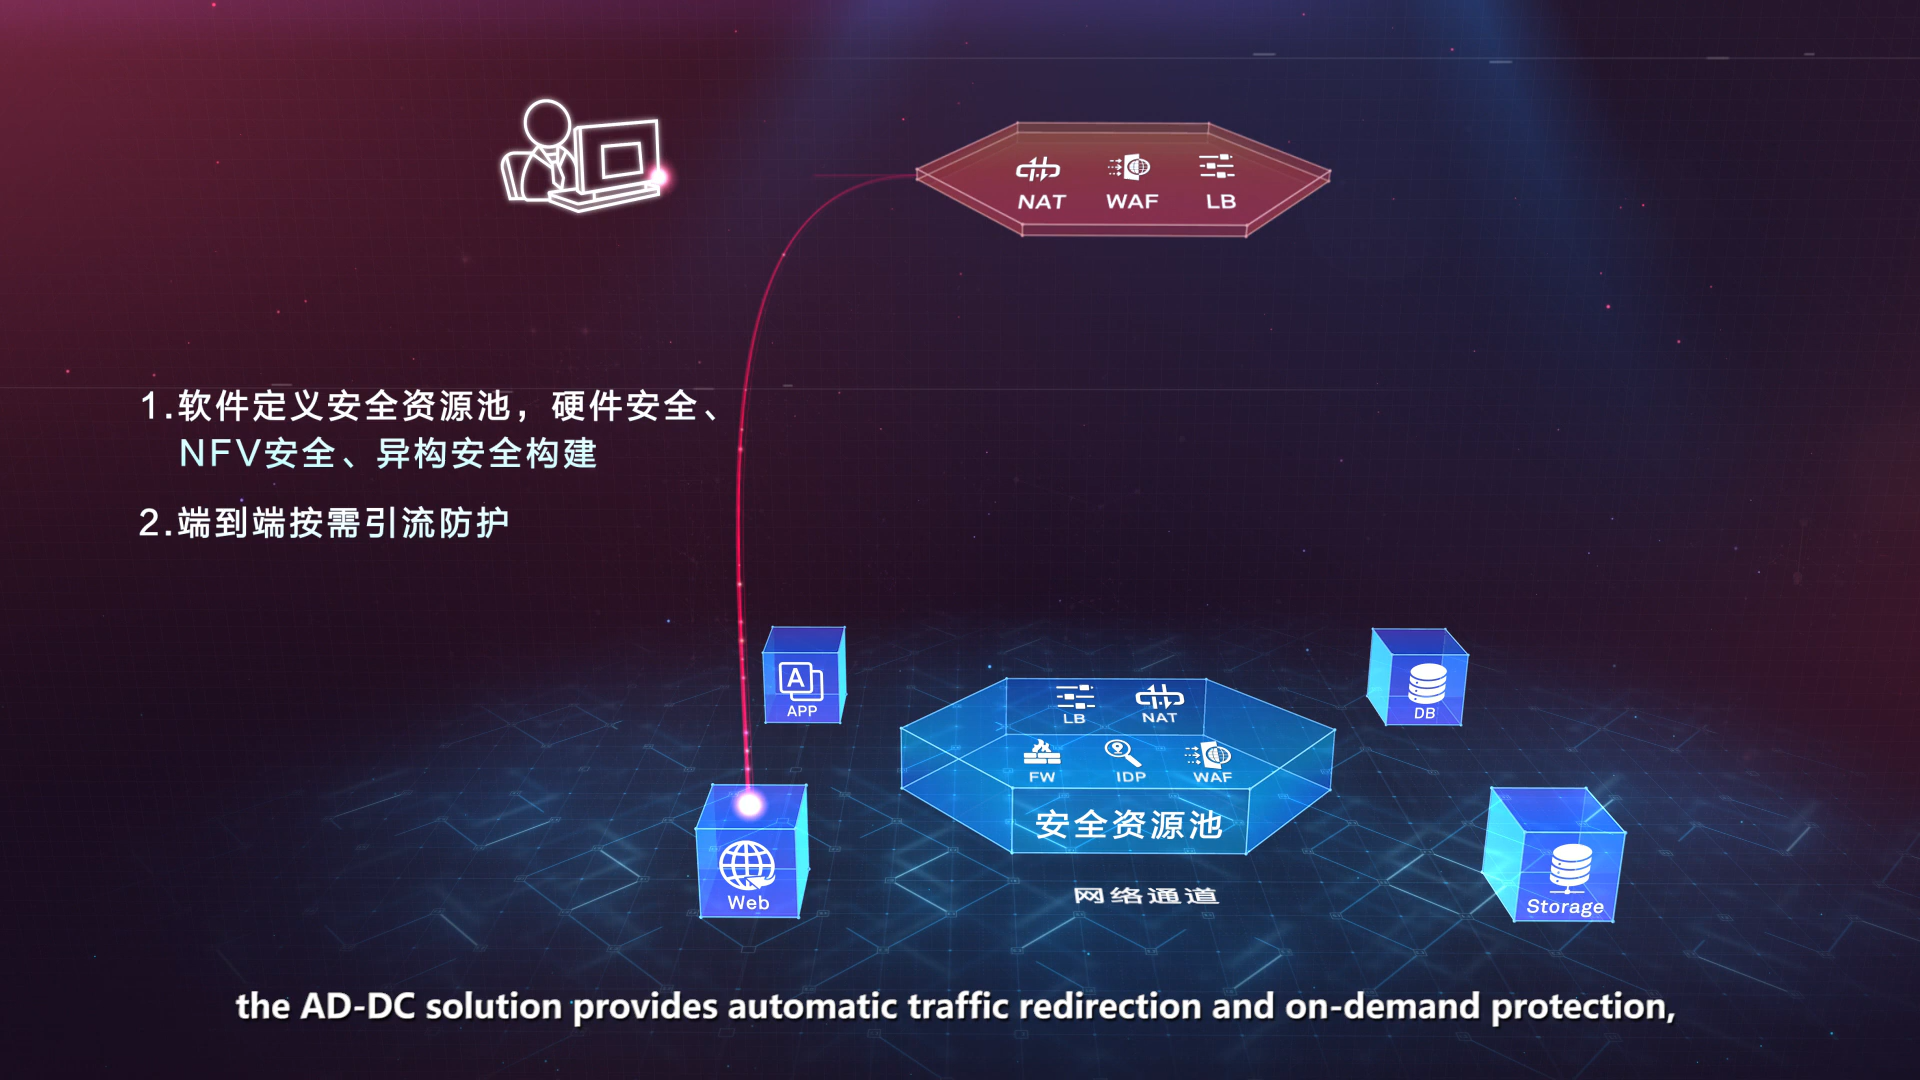 NAT WAF LB
1.软件定义安全资源池，硬件安全、
NFV安全、异构安全构建
2.端到端按需引流防护
A
APP
LB NAT
FW IDP WAF
安全资源池
DB
Web
网络通道
Storage
the AD-DC solution provides automatic traffic redirection and on-demand protection,